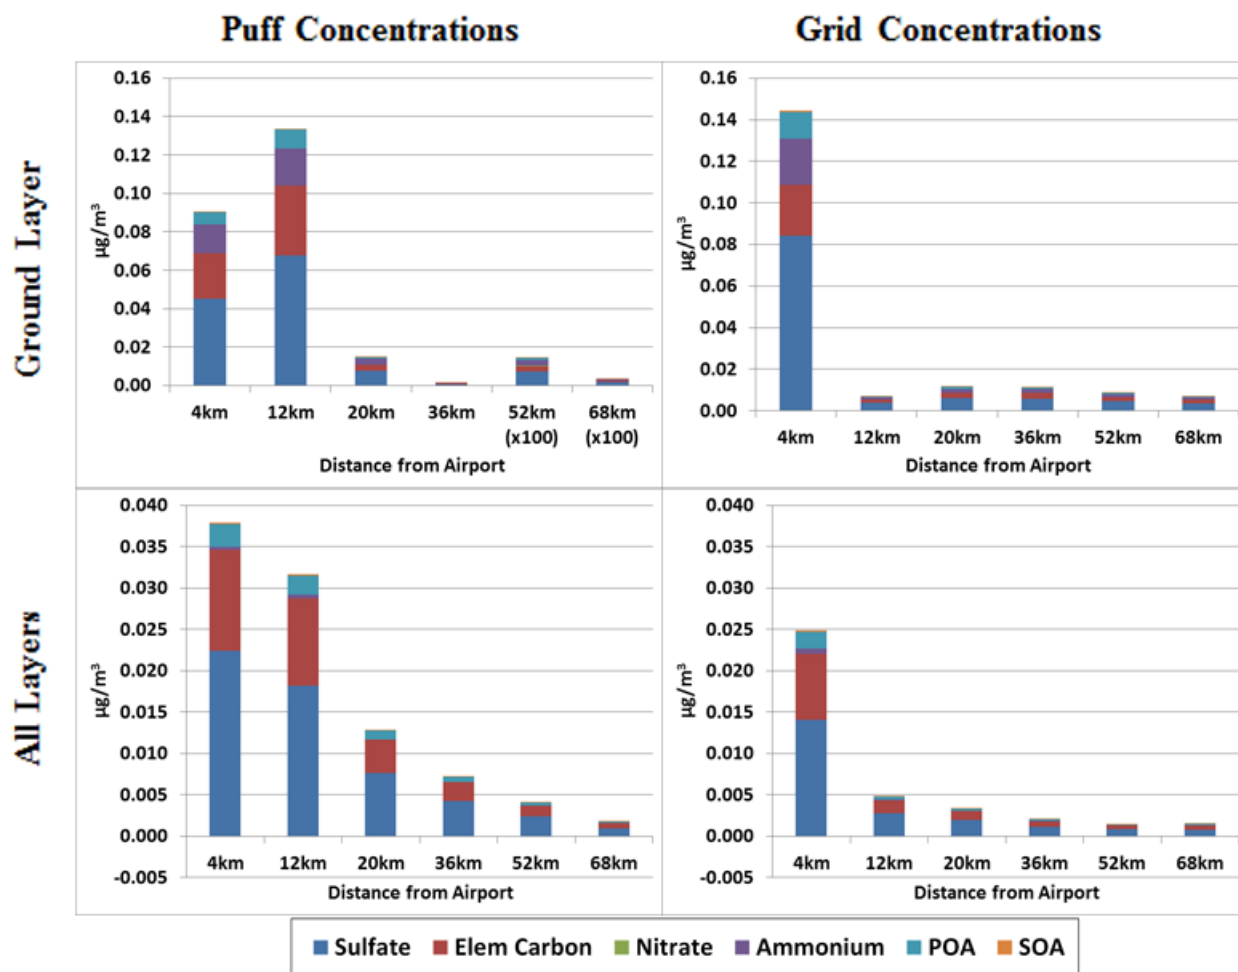 Puff Concentrations
Grid Concentrations
Ground Layer
0.16
0.14
0.12
0.10
0.08
0.06
0.04
0.02
0.00
µg/m³
4km 12km 20km 36km 52km 68km
(x100) (x100)
Distance from Airport
0.16
0.14
0.12
0.10
0.08
0.06
0.04
0.02
0.00
µg/m³
4km 12km 20km 36km 52km 68km
Distance from Airport
All Layers
0.040
0.035
0.030
0.025
0.020
0.015
0.010
0.005
0.000
-0.005
µg/m³
4km 12km 20km 36km 52km 68km
Distance from Airport
0.040
0.035
0.030
0.025
0.020
0.015
0.010
0.005
0.000
-0.005
µg/m³
4km 12km 20km 36km 52km 68km
Distance from Airport
Sulfate Elem Carbon Nitrate Ammonium POA SOA